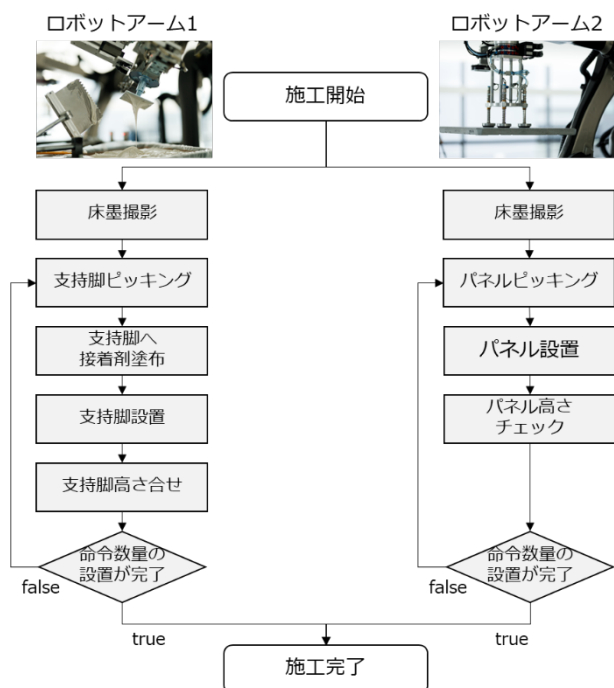 ロボットアーム1
ロボットアーム2
施工開始
床墨撮影
支持脚ピッキング
支持脚へ
接着剤塗布
支持脚設置
支持脚高さ合せ
命令数量の
設置が完了
false
true
床墨撮影
パネルピッキング
パネル設置
パネル高さ
チェック
命令数量の
設置が完了
false
true
施工完了